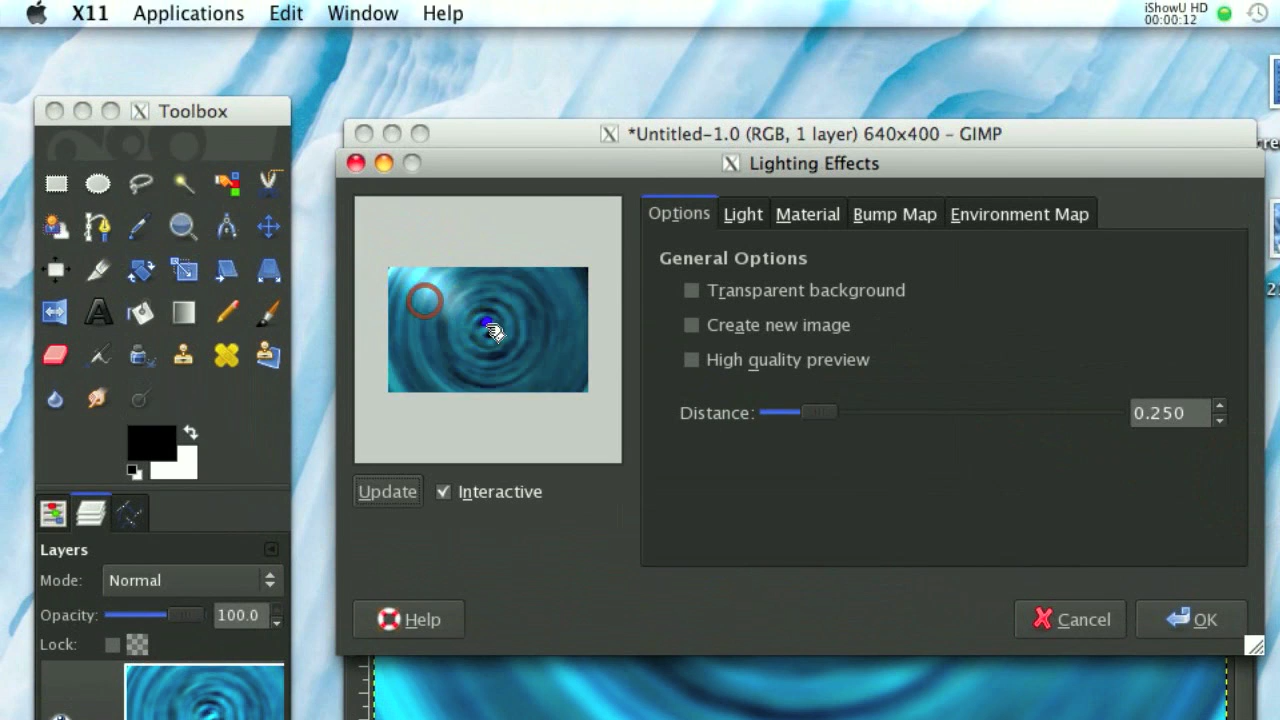 X11 Applications Edit Window Help
iShowU HD
00:00:12
Toolbox
*Untitled-1.0 (RGB, 1 layer) 640x400 – GIMP
Lighting Effects
Options Light Material Bump Map Environment Map
General Options
Transparent background
Create new image
High quality preview
Distance: 0.250
Update Interactive
Layers
Mode: Normal
Opacity: 100.0
Lock:
Help Cancel OK